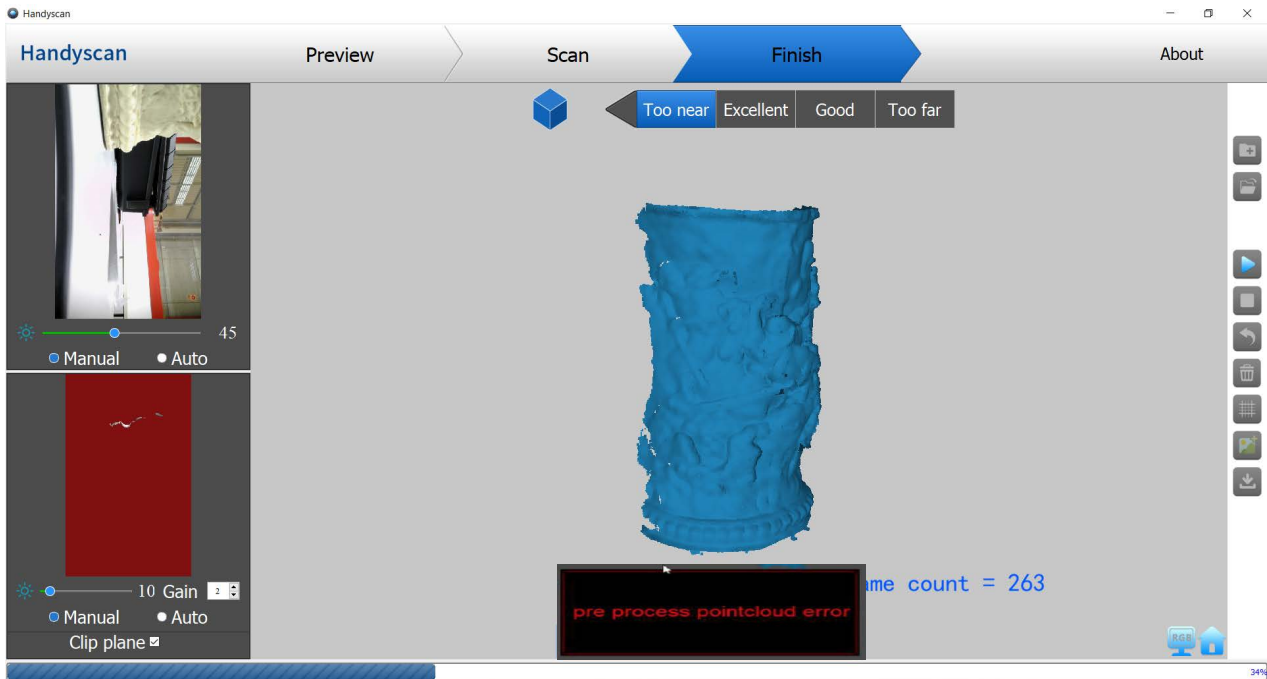 Handyscan
Handyscan Preview Scan Finish About
Too near Excellent Good Too far
45
Manual Auto
pre process pointcloud error
ame count = 263
10 Gain 2
Manual Auto
Clip plane
RGB
34%